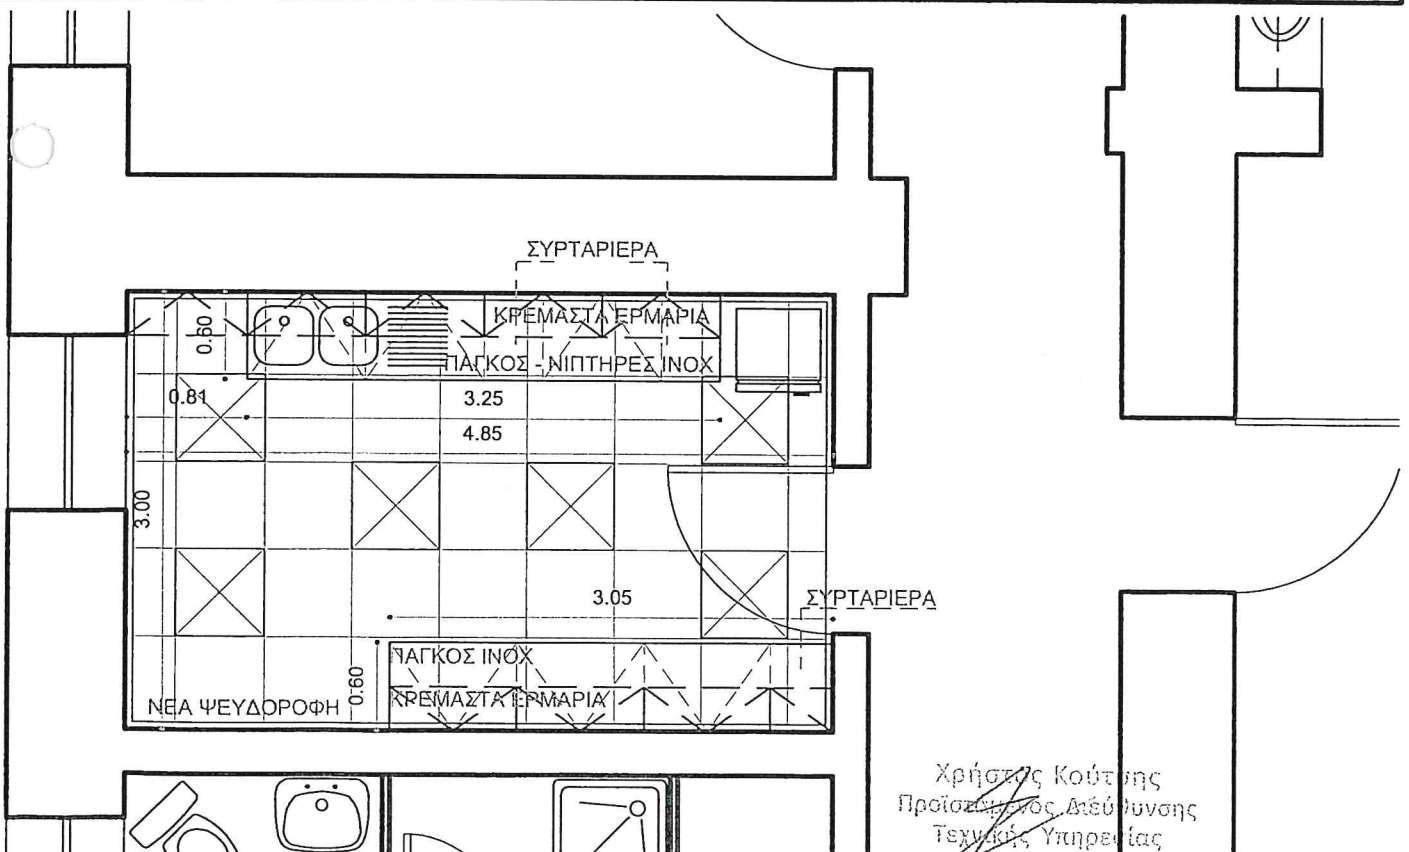 ΣΥΡΤΑΡΙΕΡΑ
ΚΡΕΜΑΣΤΑ ΕΡΜΑΡΙΑ
0.60
ΠΑΓΚΟΣ - ΝΙΠΤΗΡΕΣ ΙΝΟΧ
0.81
3.25
4.85
3.00
3.05
ΣΥΡΤΑΡΙΕΡΑ
ΠΑΓΚΟΣ ΙΝΟΧ
0.60
ΚΡΕΜΑΣΤΑ ΕΡΜΑΡΙΑ
ΝΕΑ ΨΕΥΔΟΡΟΦΗ
Χρήστος Κούτσης
Προϊστάμενος Διεύθυνσης
Τεχνικής Υπηρεσίας